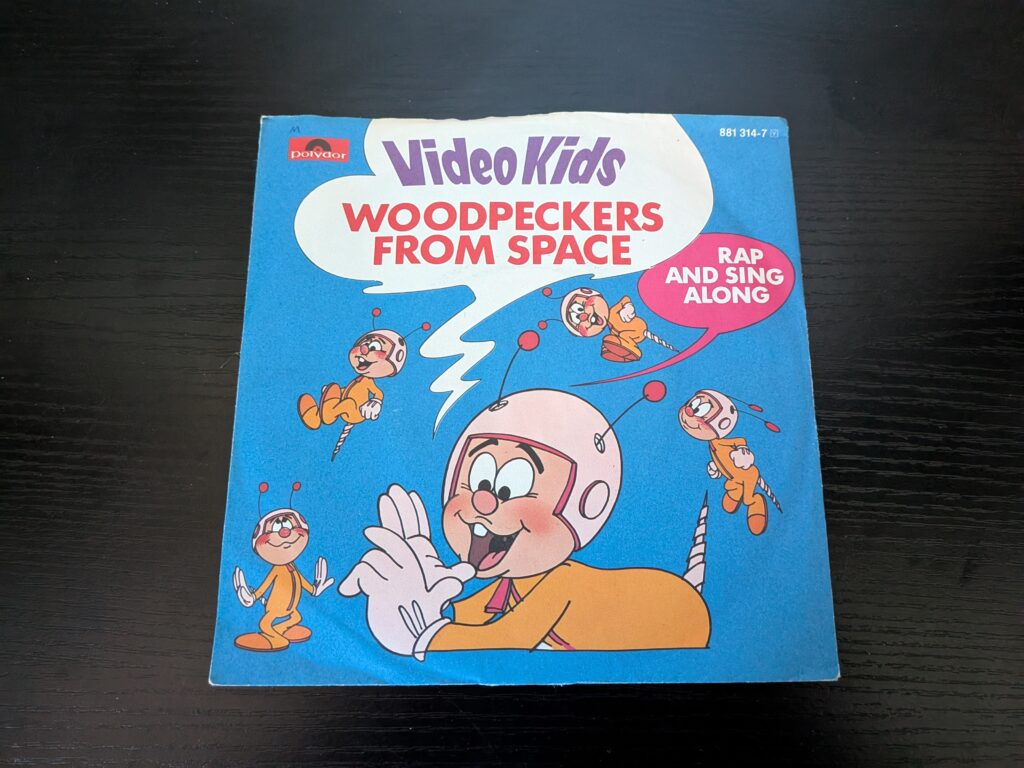 polydor
881 314-7
Video Kids
WOODPECKERS
FROM SPACE
RAP
AND SING
ALONG